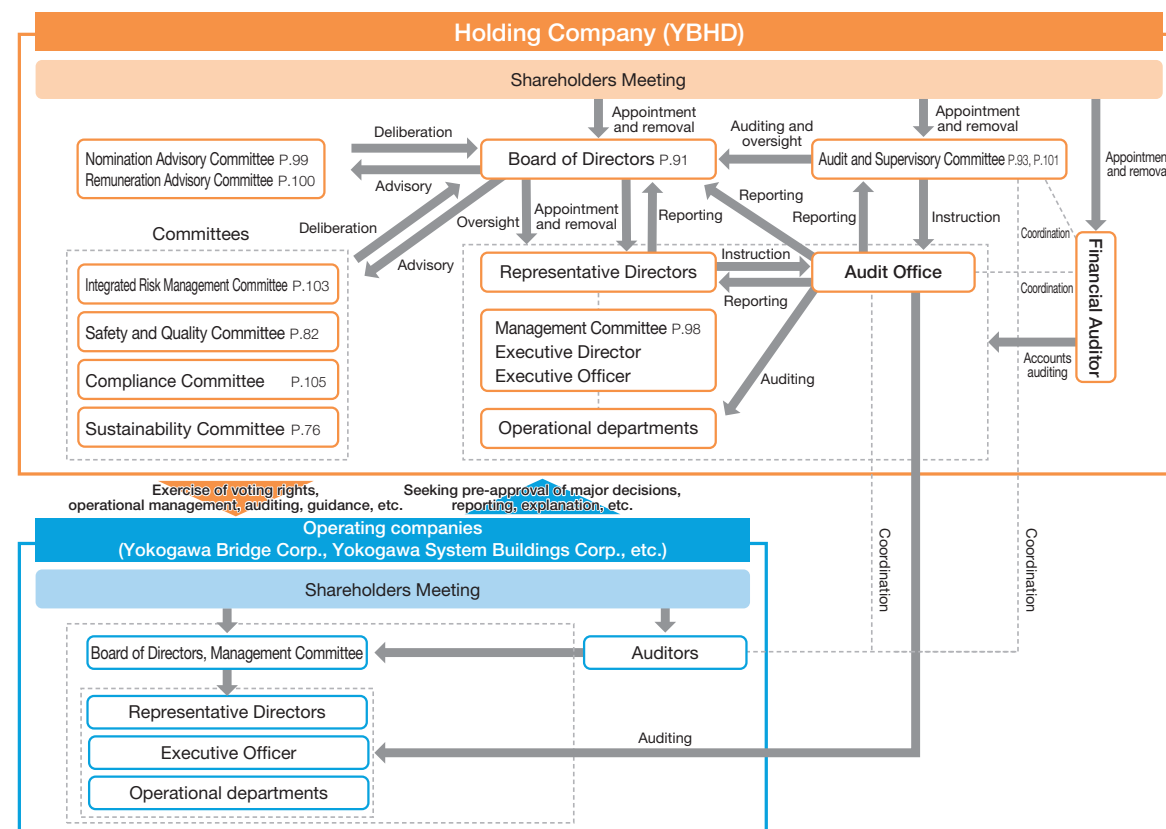 Holding Company (YBHD)
Shareholders Meeting
Appointment
and removal
Appointment
and removal
Appointment
and removal
Deliberation
Advisory
Auditing and
oversight
Nomination Advisory Committee P.99
Remuneration Advisory Committee P.100
Board of Directors P.91
Audit and Supervisory Committee P.93, P.101
Deliberation
Advisory
Oversight
Appointment
and removal
Reporting
Reporting
Reporting
Instruction
Coordination
Committees
Integrated Risk Management Committee P.103
Safety and Quality Committee P.82
Compliance Committee P.105
Sustainability Committee P.76
Representative Directors
Instruction
Reporting
Audit Office
Coordination
Financial Auditor
Management Committee P.98
Executive Director
Executive Officer
Auditing
Accounts
auditing
Operational departments
Exercise of voting rights,
operational management, auditing, guidance, etc.
Seeking pre-approval of major decisions,
reporting, explanation, etc.
Operating companies
(Yokogawa Bridge Corp., Yokogawa System Buildings Corp., etc.)
Coordination
Coordination
Shareholders Meeting
Board of Directors, Management Committee
Auditors
Representative Directors
Executive Officer
Auditing
Operational departments